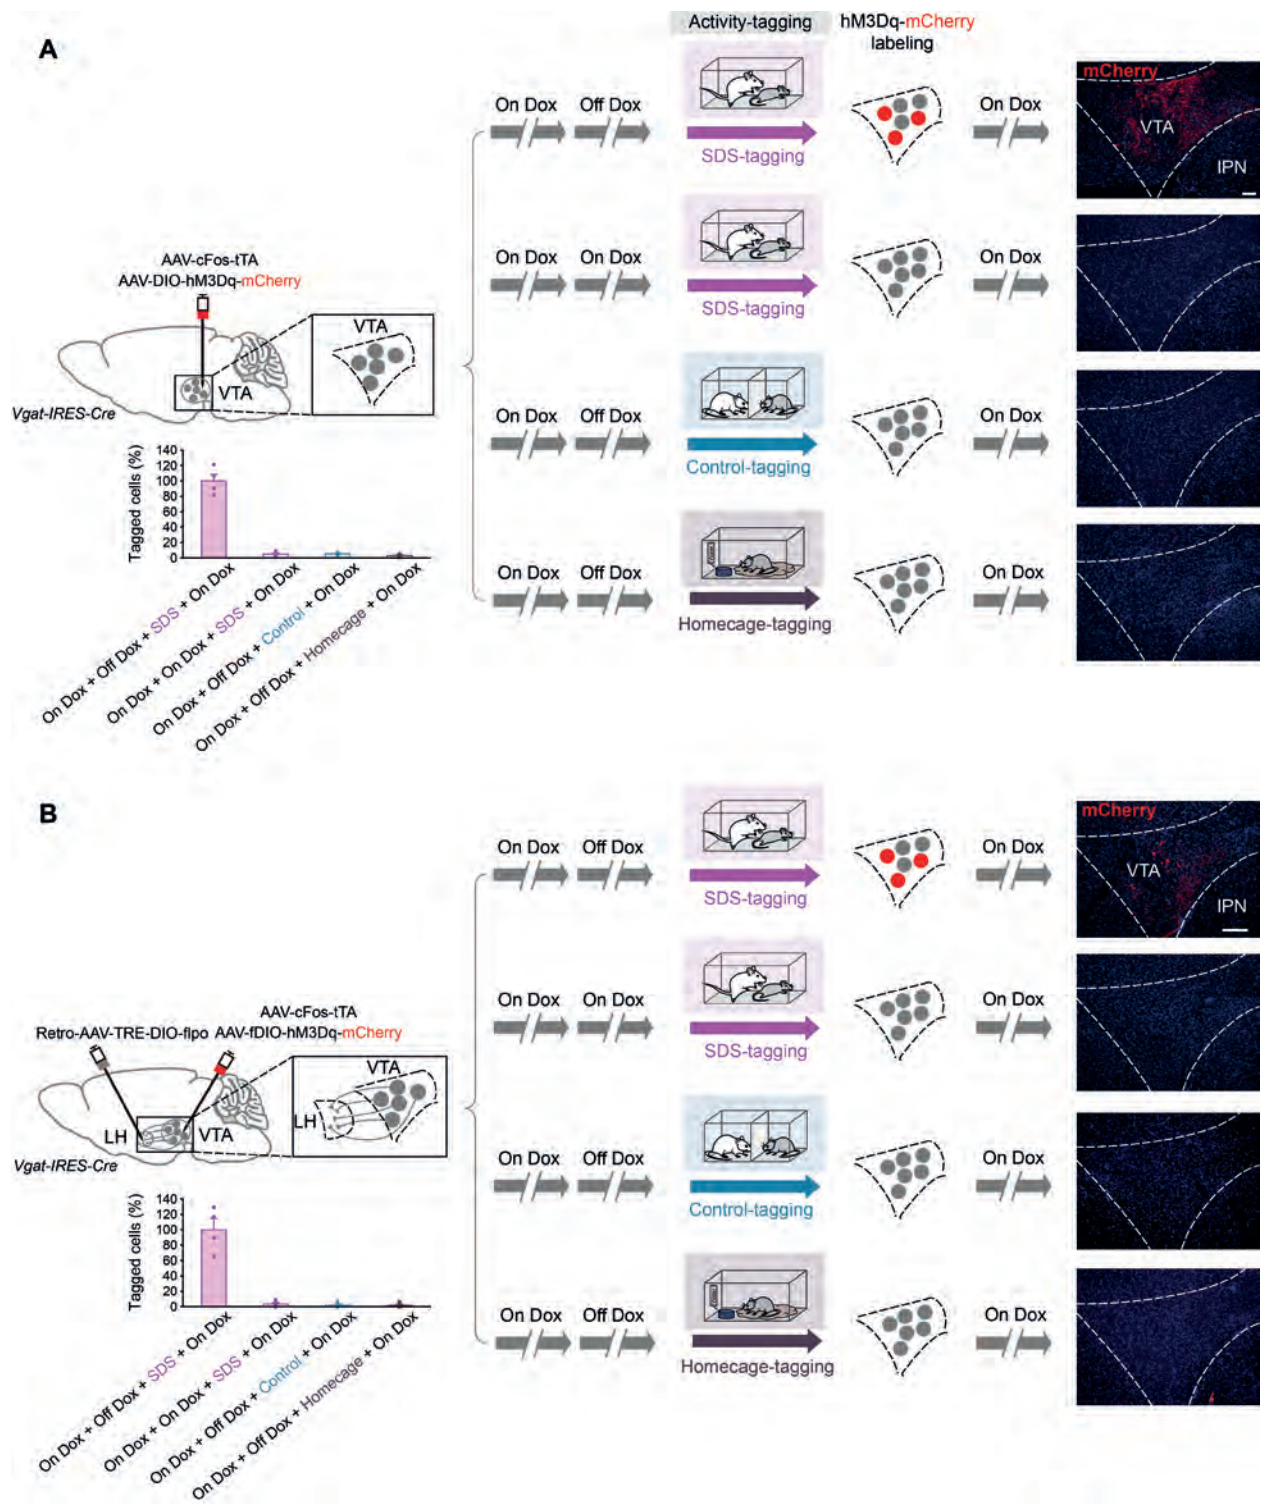 A
Activity-tagging
hM3Dq-mCherry
labeling
On Dox
Off Dox
SDS-tagging
On Dox
mCherry
VTA
IPN
On Dox
On Dox
SDS-tagging
On Dox
On Dox
Off Dox
Control-tagging
On Dox
On Dox
Off Dox
Homecage-tagging
On Dox
AAV-cFos-tTA
AAV-DIO-hM3Dq-mCherry
VTA
VTA
Vgat-IRES-Cre
Tagged cells (%)
140
120
100
80
60
40
20
0
On Dox + Off Dox + SDS + On Dox
On Dox + On Dox + SDS + On Dox
On Dox + Off Dox + Control + On Dox
On Dox + Off Dox + Homecage + On Dox
B
On Dox
Off Dox
SDS-tagging
On Dox
mCherry
VTA
IPN
On Dox
On Dox
SDS-tagging
On Dox
On Dox
Off Dox
Control-tagging
On Dox
On Dox
Off Dox
Homecage-tagging
On Dox
AAV-cFos-tTA
Retro-AAV-TRE-DIO-flpo
AAV-fDIO-hM3Dq-mCherry
VTA
LH
LH
VTA
Vgat-IRES-Cre
Tagged cells (%)
140
120
100
80
60
40
20
0
On Dox + Off Dox + SDS + On Dox
On Dox + On Dox + SDS + On Dox
On Dox + Off Dox + Control + On Dox
On Dox + Off Dox + Homecage + On Dox